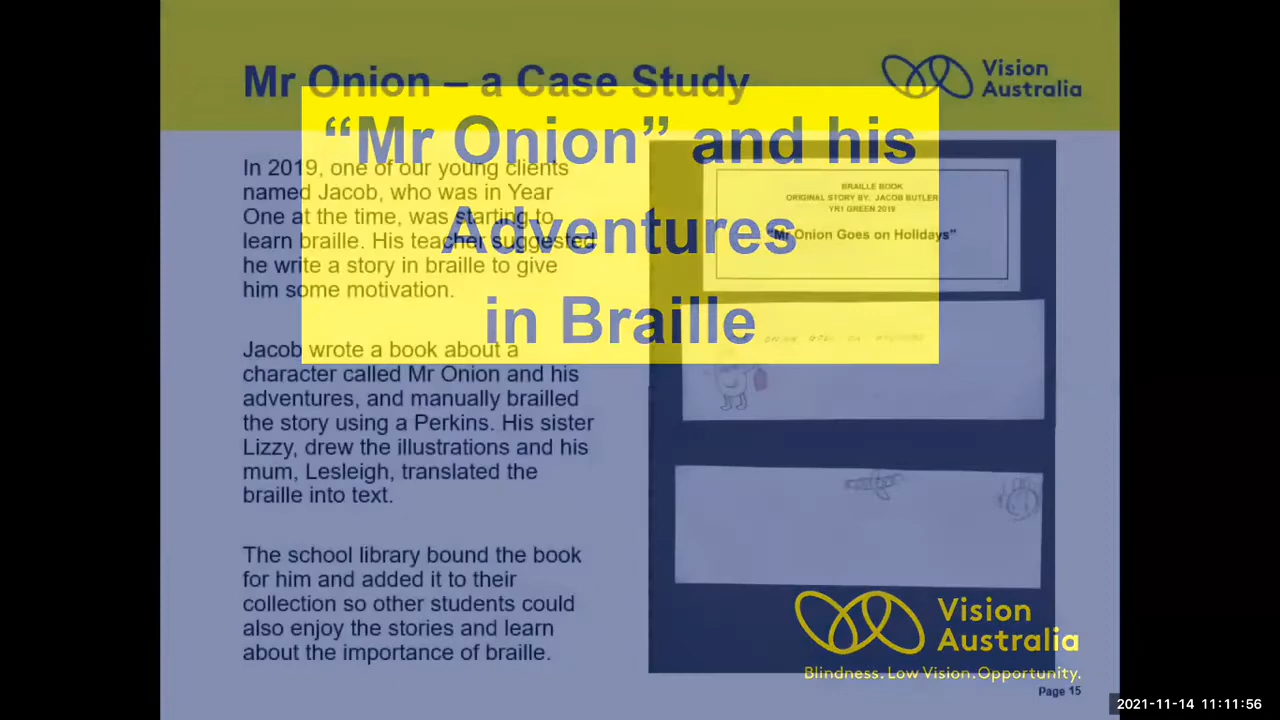 Mr Onion – a Case Study
Vision
Australia
“Mr Onion” and his
Adventures
in Braille
In 2019, one of our young clients
named Jacob, who was in Year
One at the time, was starting to
learn braille. His teacher suggested
he write a story in braille to give
him some motivation.
Jacob wrote a book about a
character called Mr Onion and his
adventures, and manually brailled
the story using a Perkins. His sister
Lizzy, drew the illustrations and his
mum, Lesleigh, translated the
braille into text.
The school library bound the book
for him and added it to their
collection so other students could
also enjoy the stories and learn
about the importance of braille.
BRAILLE BOOK
ORIGINAL STORY BY: JACOB BUTLER
YR1 GREEN 2019
“Mr Onion Goes on Holidays”
Vision
Australia
Blindness. Low Vision. Opportunity.
Page 15
2021-11-14 11:11:56